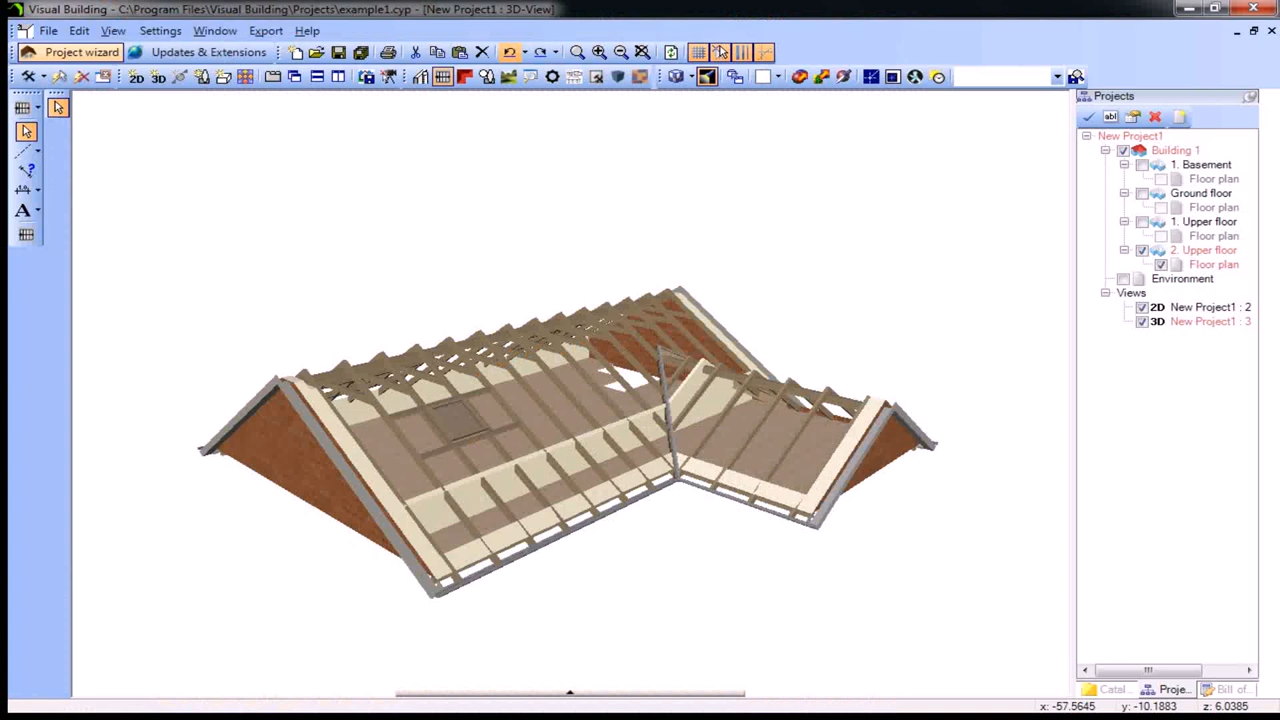 Visual Building - C:\Program Files\Visual Building\Projects\example1.cyp - [New Project1 : 3D-View]
File Edit View Settings Window Export Help
Project wizard Updates & Extensions
2D 3D
Projects
abl
New Project1
Building 1
1. Basement
Floor plan
Ground floor
Floor plan
1. Upper floor
Floor plan
2. Upper floor
Floor plan
Environment
Views
2D New Project1 : 2
3D New Project1 : 3
A
Catal... Proje... Bill of...
x: -57.5645 y: -10.1883 z: 6.0385